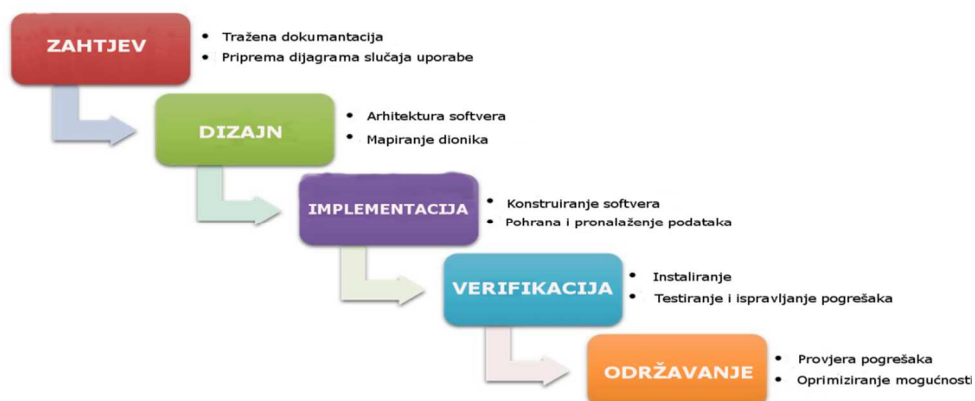 ZAHTJEV
Tražena dokumantacija
Priprema dijagrama slučaja uporabe
DIZAJN
Arhitektura softvera
Mapiranje dionika
IMPLEMENTACIJA
Konstruiranje softvera
Pohrana i pronalaženje podataka
VERIFIKACIJA
Instaliranje
Testiranje i ispravljanje pogrešaka
ODRŽAVANJE
Provjera pogrešaka
Oprimiziranje mogućnosti